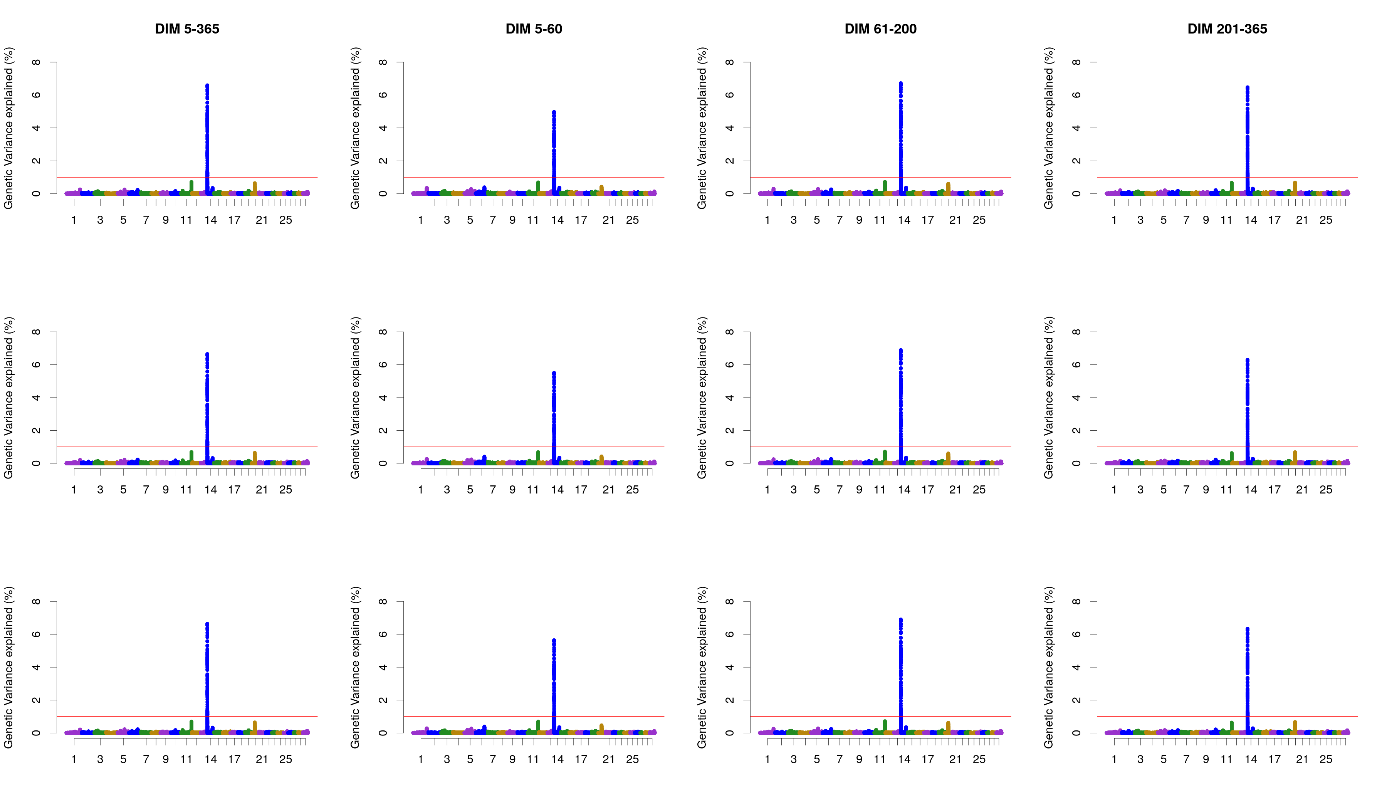 DIM 5-365 DIM 5-60 DIM 61-200 DIM 201-365
Genetic Variance explained (%) Genetic Variance explained (%) Genetic Variance explained (%) Genetic Variance explained (%)
8 8 8 8
6 6 6 6
4 4 4 4
2 2 2 2
0 0 0 0
1 3 5 7 9 11 14 17 21 25 1 3 5 7 9 11 14 17 21 25 1 3 5 7 9 11 14 17 21 25 1 3 5 7 9 11 14 17 21 25
Genetic Variance explained (%) Genetic Variance explained (%) Genetic Variance explained (%) Genetic Variance explained (%)
8 8 8 8
6 6 6 6
4 4 4 4
2 2 2 2
0 0 0 0
1 3 5 7 9 11 14 17 21 25 1 3 5 7 9 11 14 17 21 25 1 3 5 7 9 11 14 17 21 25 1 3 5 7 9 11 14 17 21 25
Genetic Variance explained (%) Genetic Variance explained (%) Genetic Variance explained (%) Genetic Variance explained (%)
8 8 8 8
6 6 6 6
4 4 4 4
2 2 2 2
0 0 0 0
1 3 5 7 9 11 14 17 21 25 1 3 5 7 9 11 14 17 21 25 1 3 5 7 9 11 14 17 21 25 1 3 5 7 9 11 14 17 21 25